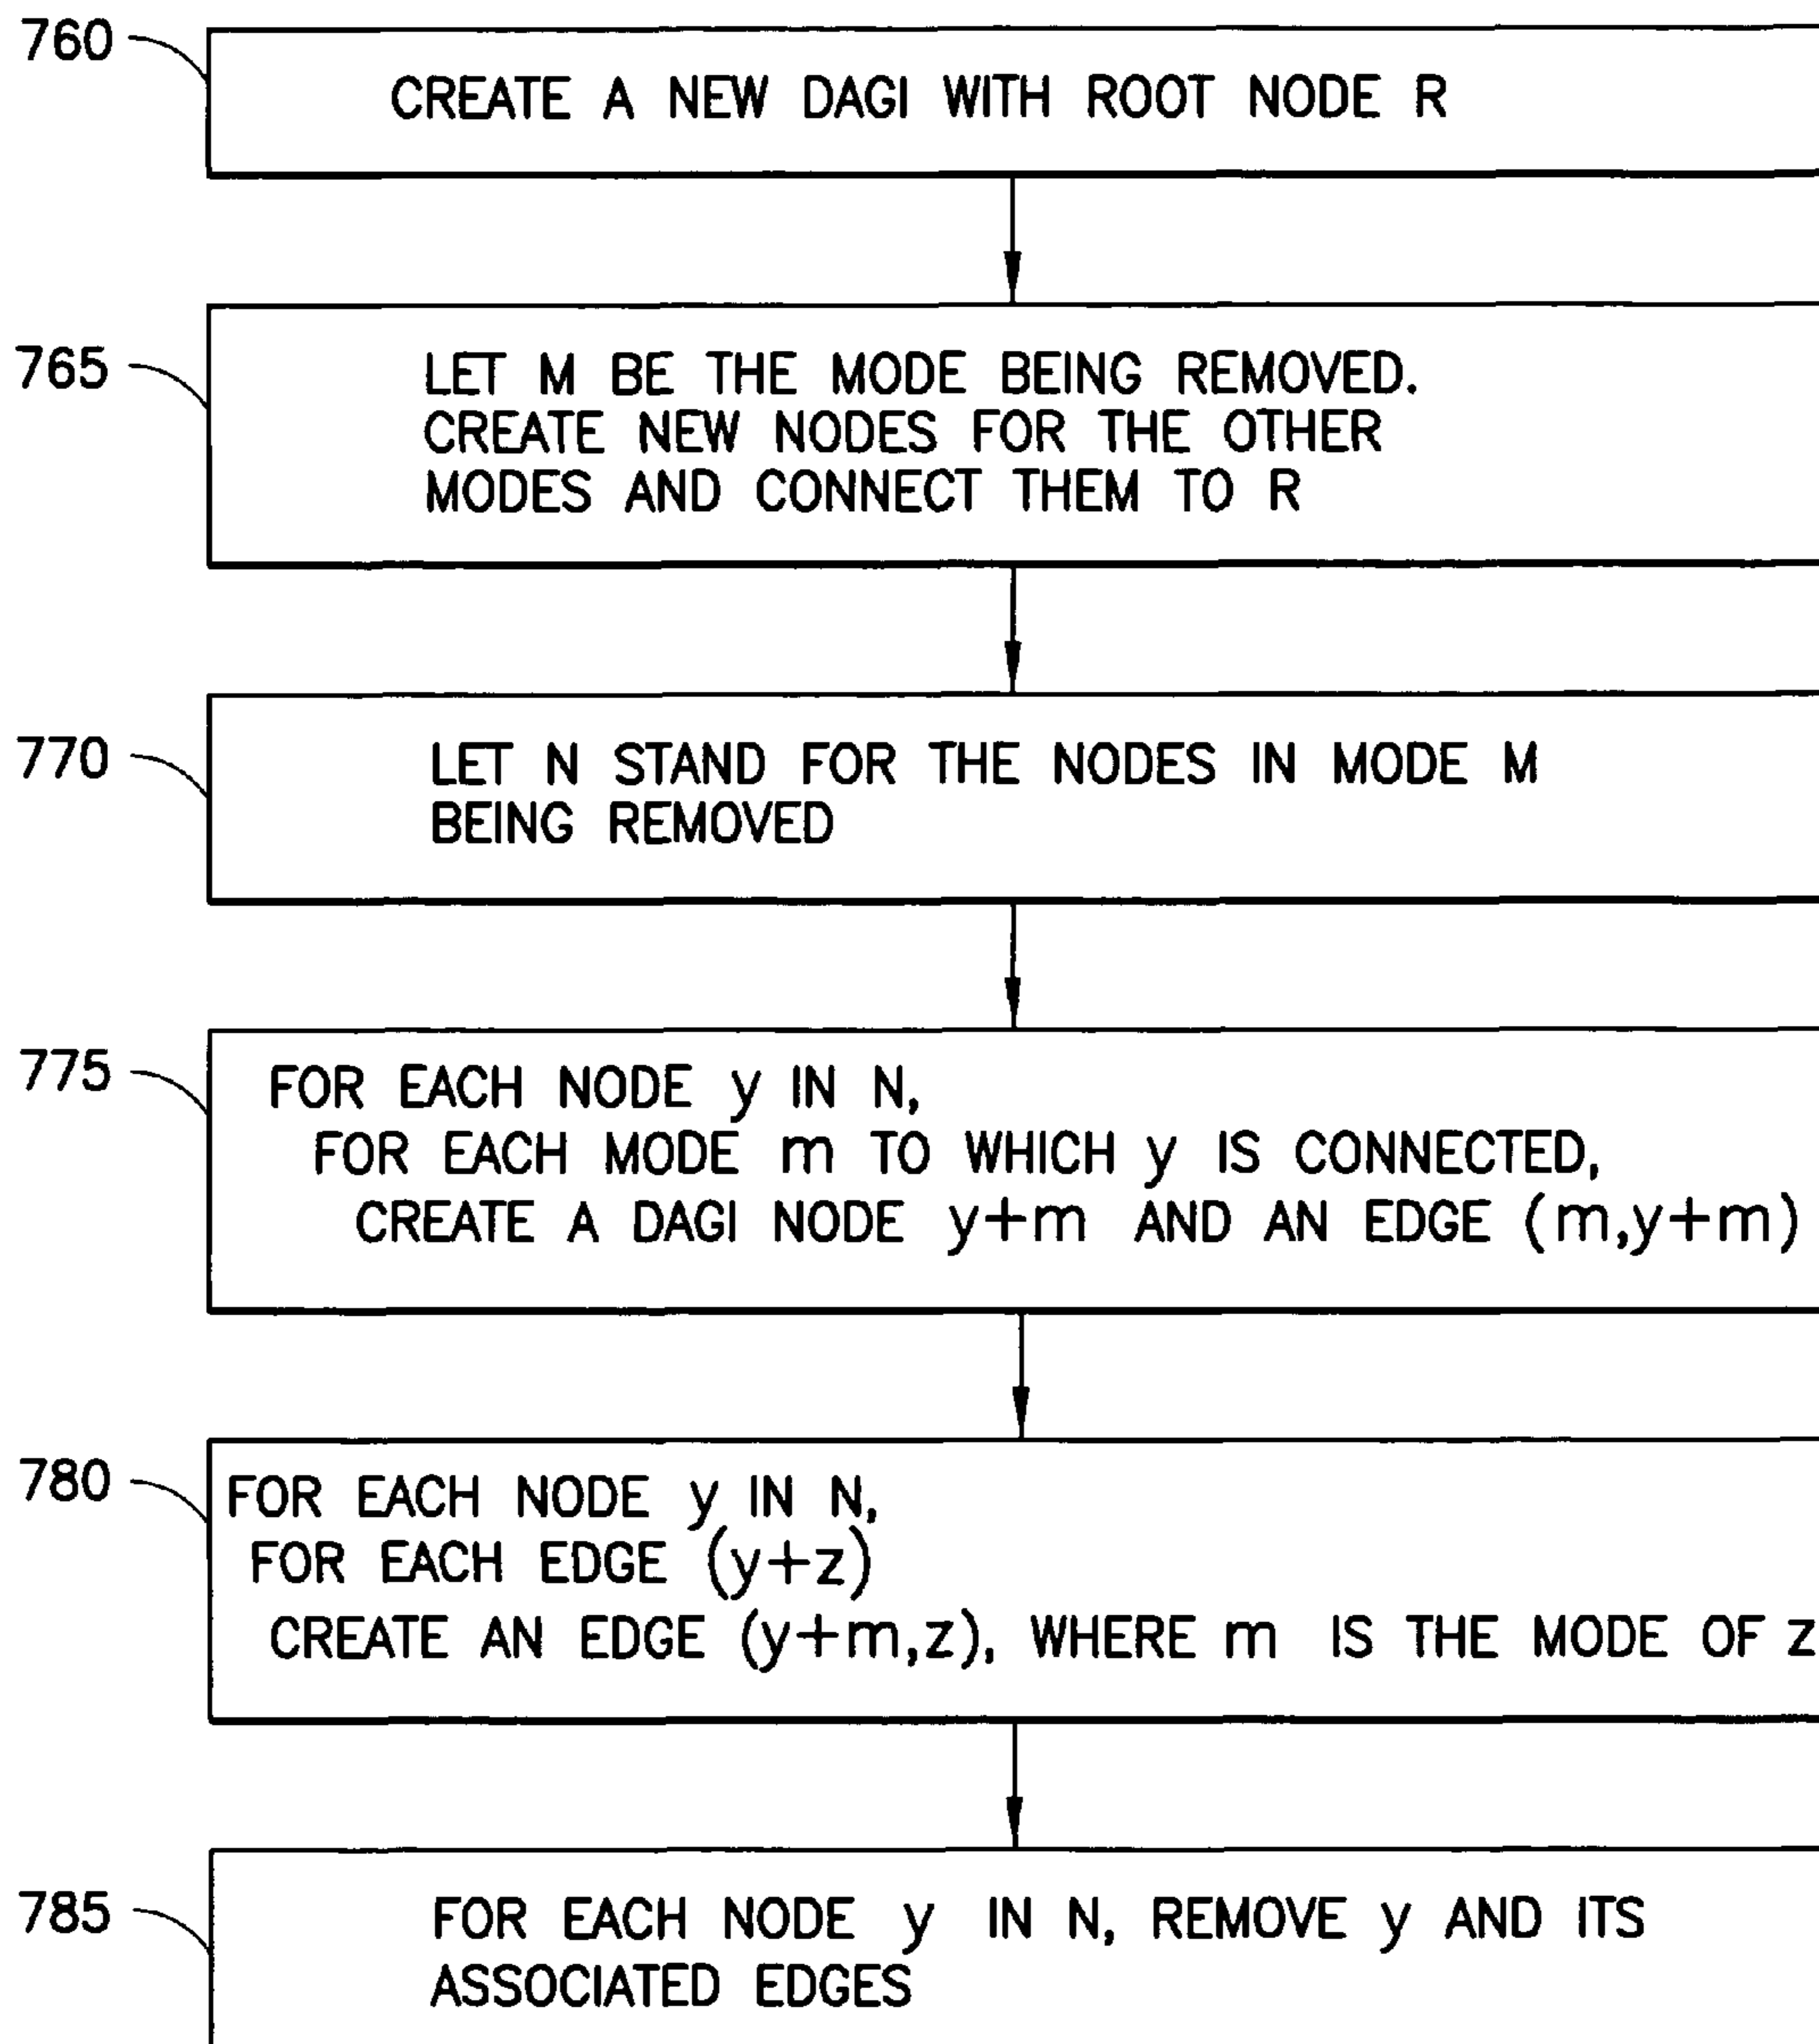 760
CREATE A NEW DAGI WITH ROOT NODE R
765
LET M BE THE MODE BEING REMOVED.
CREATE NEW NODES FOR THE OTHER
MODES AND CONNECT THEM TO R
770
LET N STAND FOR THE NODES IN MODE M
BEING REMOVED
775
FOR EACH NODE y IN N,
FOR EACH MODE m TO WHICH y IS CONNECTED,
CREATE A DAGI NODE y+m AND AN EDGE (m,y+m)
780
FOR EACH NODE y IN N,
FOR EACH EDGE (y+z)
CREATE AN EDGE (y+m,z), WHERE m IS THE MODE OF z
785
FOR EACH NODE y IN N, REMOVE y AND ITS
ASSOCIATED EDGES